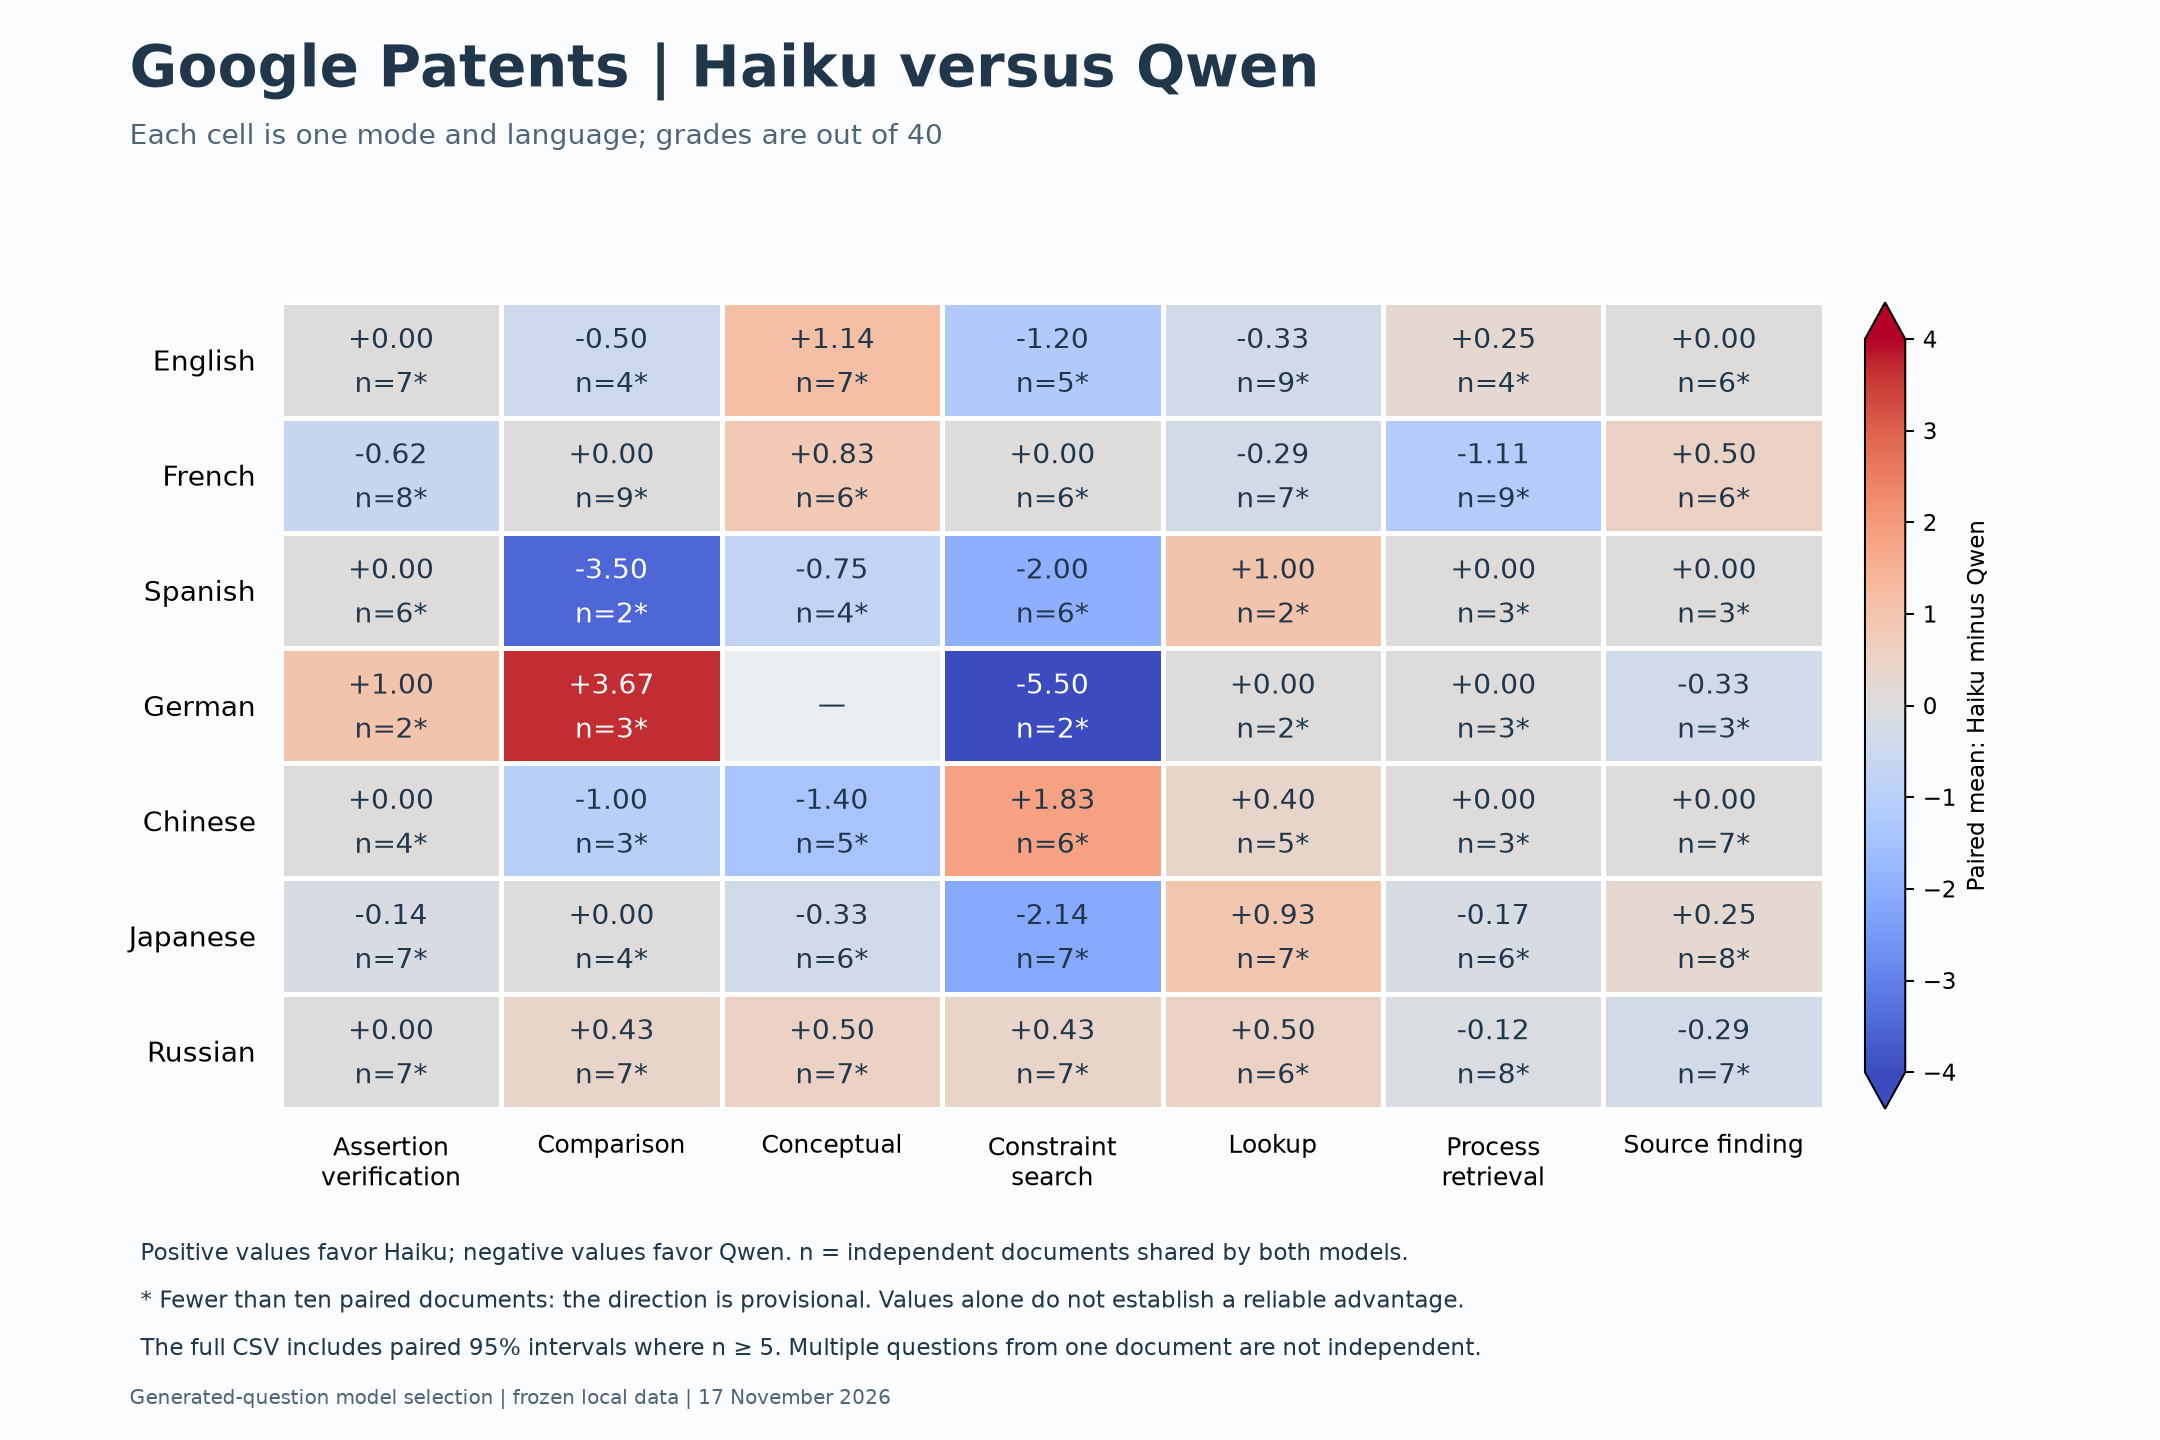 Google Patents | Haiku versus Qwen
Each cell is one mode and language; grades are out of 40
English
+0.00 -0.50 +1.14 -1.20 -0.33 +0.25 +0.00
n=7* n=4* n=7* n=5* n=9* n=4* n=6*
French
-0.62 +0.00 +0.83 +0.00 -0.29 -1.11 +0.50
n=8* n=9* n=6* n=6* n=7* n=9* n=6*
Spanish
+0.00 -3.50 -0.75 -2.00 +1.00 +0.00 +0.00
n=6* n=2* n=4* n=6* n=2* n=3* n=3*
German
+1.00 +3.67 — -5.50 +0.00 +0.00 -0.33
n=2* n=3* n=2* n=2* n=3* n=3*
Chinese
+0.00 -1.00 -1.40 +1.83 +0.40 +0.00 +0.00
n=4* n=3* n=5* n=6* n=5* n=3* n=7*
Japanese
-0.14 +0.00 -0.33 -2.14 +0.93 -0.17 +0.25
n=7* n=4* n=6* n=7* n=7* n=6* n=8*
Russian
+0.00 +0.43 +0.50 +0.43 +0.50 -0.12 -0.29
n=7* n=7* n=7* n=7* n=6* n=8* n=7*
Assertion
verification
Comparison
Conceptual
Constraint
search
Lookup
Process
retrieval
Source finding
4
3
2
1
0
−1
−2
−3
−4
Paired mean: Haiku minus Qwen
Positive values favor Haiku; negative values favor Qwen. n = independent documents shared by both models.
* Fewer than ten paired documents: the direction is provisional. Values alone do not establish a reliable advantage.
The full CSV includes paired 95% intervals where n ≥ 5. Multiple questions from one document are not independent.
Generated-question model selection | frozen local data | 17 November 2026